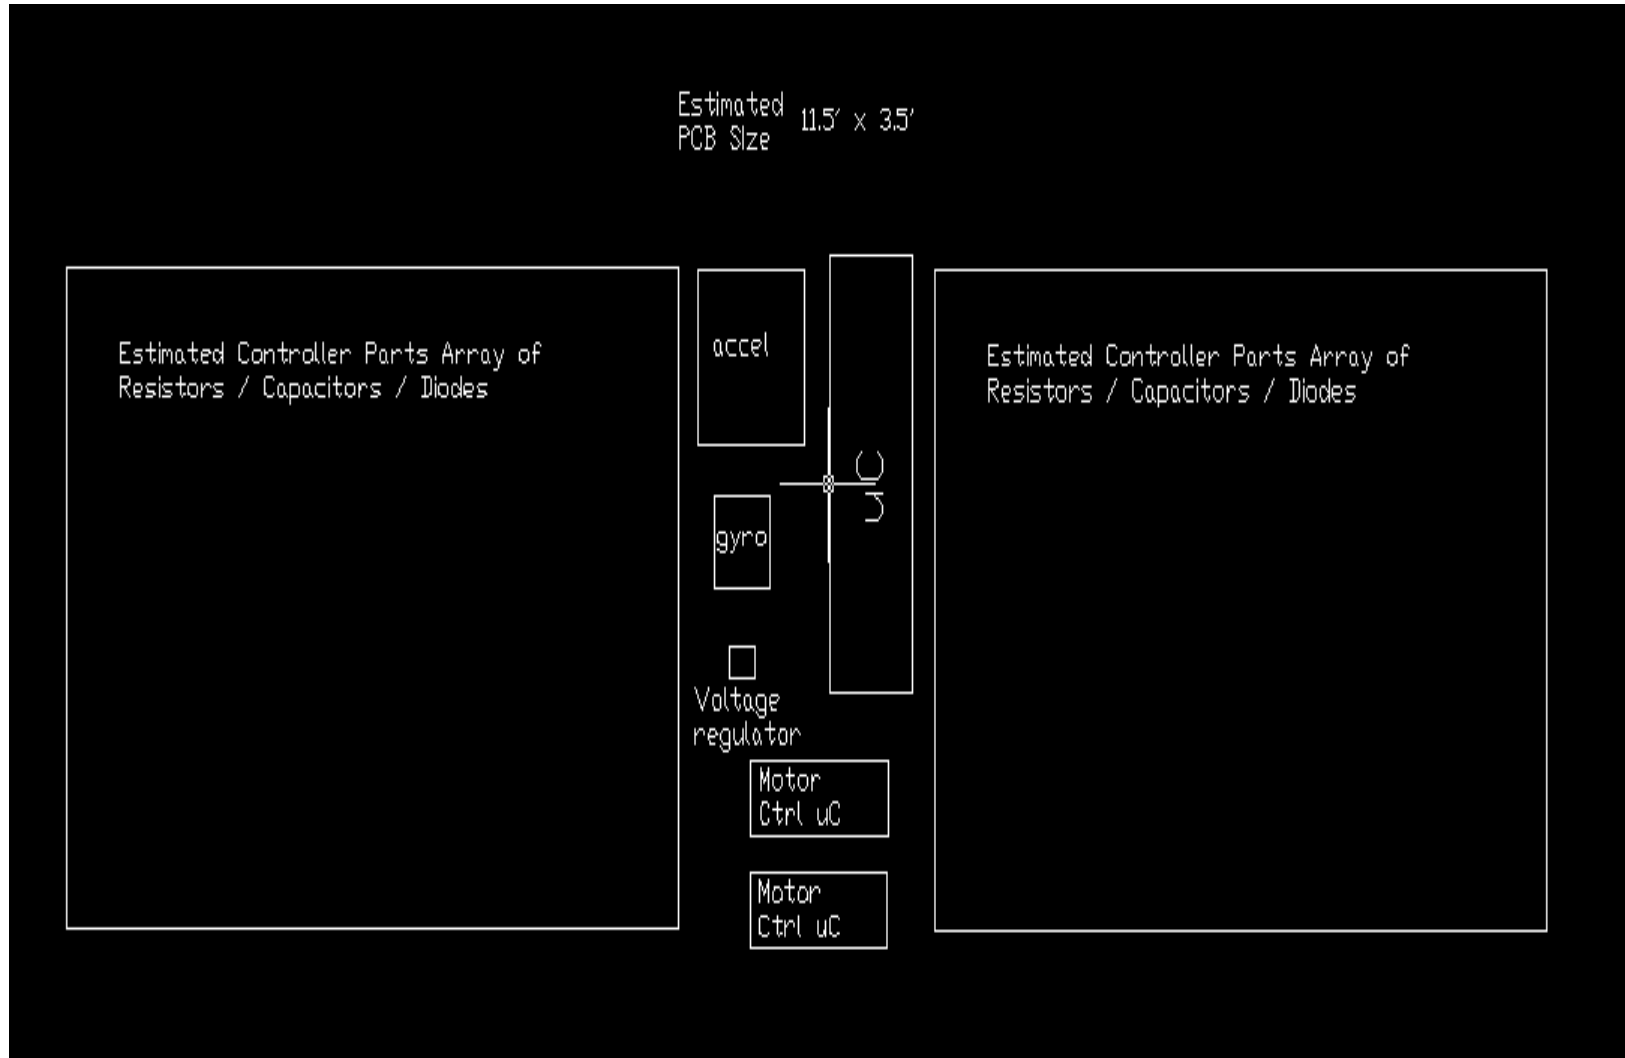 Estimated
PCB SIze
11.5' x 3.5'
Estimated Controller Parts Array of
Resistors / Capacitors / Diodes
accel
uC
Estimated Controller Parts Array of
Resistors / Capacitors / Diodes
gyro
Voltage
regulator
Motor
Ctrl uC
Motor
Ctrl uC